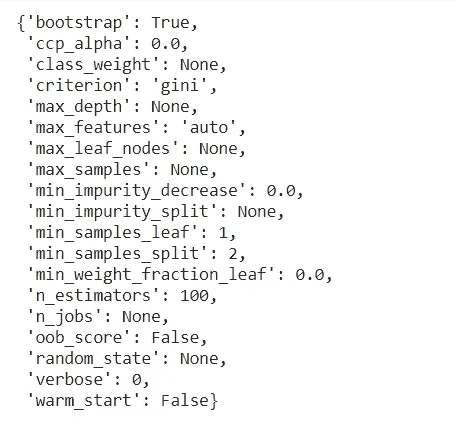 {'bootstrap': True,
 'ccp_alpha': 0.0,
 'class_weight': None,
 'criterion': 'gini',
 'max_depth': None,
 'max_features': 'auto',
 'max_leaf_nodes': None,
 'max_samples': None,
 'min_impurity_decrease': 0.0,
 'min_impurity_split': None,
 'min_samples_leaf': 1,
 'min_samples_split': 2,
 'min_weight_fraction_leaf': 0.0,
 'n_estimators': 100,
 'n_jobs': None,
 'oob_score': False,
 'random_state': None,
 'verbose': 0,
 'warm_start': False}